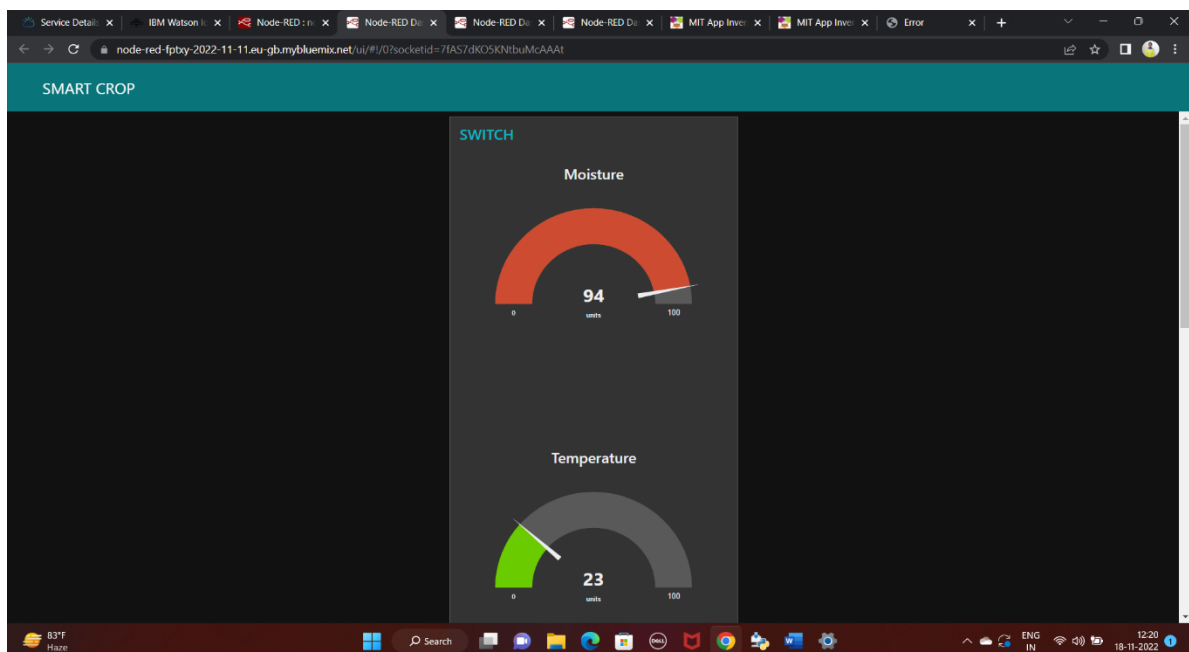 Service Detail
IBM Watson Io
Node-RED : n
Node-RED Da
Node-RED Da
Node-RED Da
MIT App Inver
MIT App Inver
Error
node-red-fptxy-2022-11-11.eu-gb.mybluemix.net/ui/#!/0?socketid=7fAS7dKO5KNtbuMcAAAt
SMART CROP
SWITCH
Moisture
94
units
0
100
Temperature
23
units
0
100
83°F
Haze
Search
DELL
W
ENG
IN
12:20
18-11-2022
1